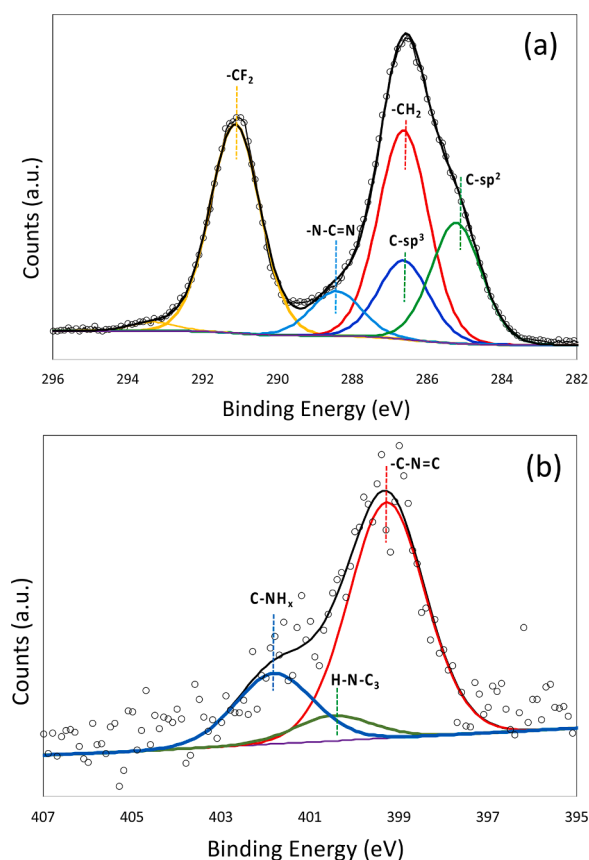 (a)
-CF₂
-CH₂
C-sp²
-N-C=N
C-sp³
Counts (a.u.)
296 294 292 290 288 286 284 282
Binding Energy (eV)
(b)
-C-N=C
C-NHₓ
H-N-C₃
Counts (a.u.)
407 405 403 401 399 397 395
Binding Energy (eV)